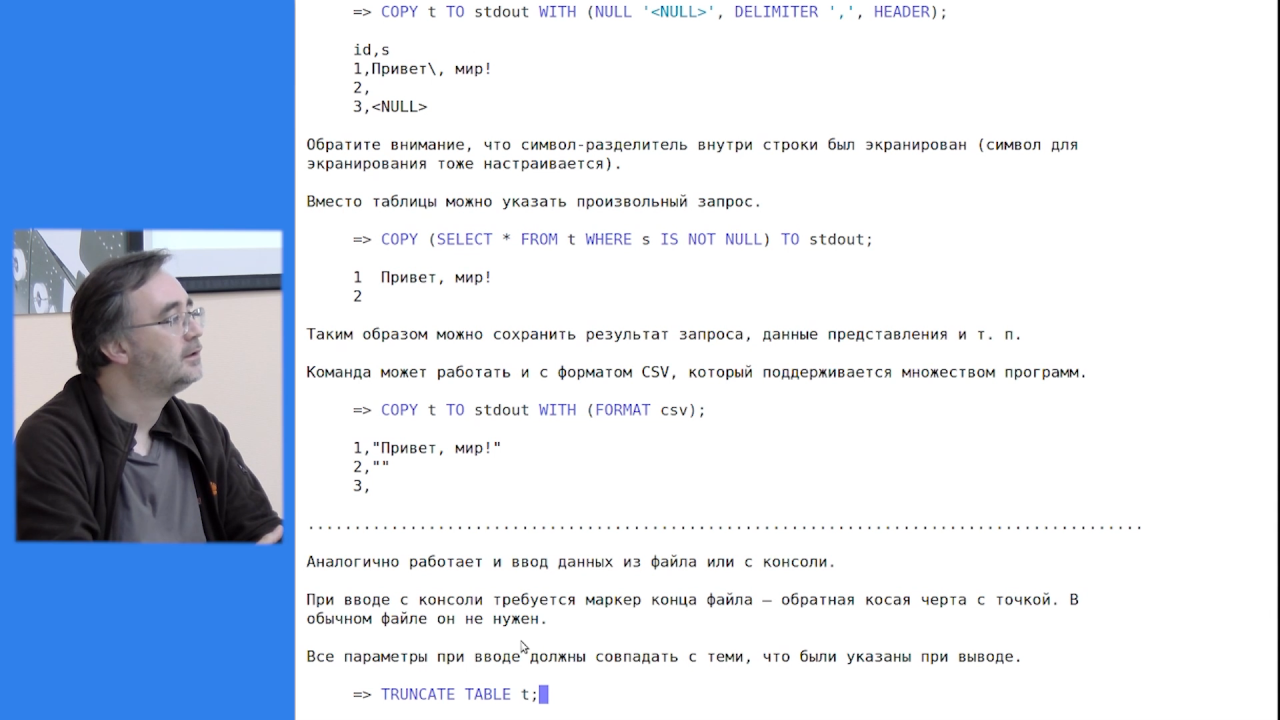 => COPY t TO stdout WITH (NULL '<NULL>', DELIMITER ',', HEADER);
id,s
1,Привет\, мир!
2,
3,<NULL>
Обратите внимание, что символ-разделитель внутри строки был экранирован (символ для
экранирования тоже настраивается).
Вместо таблицы можно указать произвольный запрос.
=> COPY (SELECT * FROM t WHERE s IS NOT NULL) TO stdout;
1  Привет, мир!
2
Таким образом можно сохранить результат запроса, данные представления и т. п.
Команда может работать и с форматом CSV, который поддерживается множеством программ.
=> COPY t TO stdout WITH (FORMAT csv);
1,"Привет, мир!"
2,""
3,
..........................................................................................
Аналогично работает и ввод данных из файла или с консоли.
При вводе с консоли требуется маркер конца файла — обратная косая черта с точкой. В
обычном файле он не нужен.
Все параметры при вводе должны совпадать с теми, что были указаны при выводе.
=> TRUNCATE TABLE t;